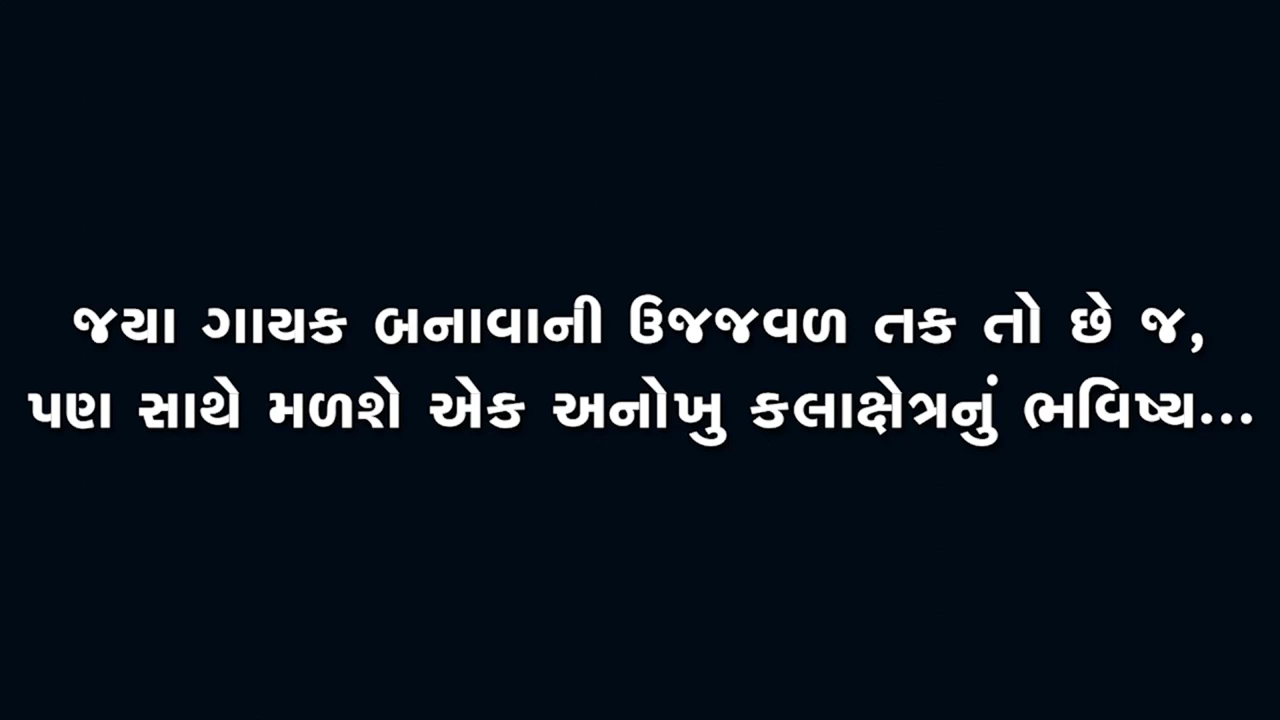 જયા ગાયક બનાવાની ઉજજવળ તક તો છે જ,
પણ સાથે મળશે એક અનોખુ કલાક્ષેત્રનું ભવિષ્ય...